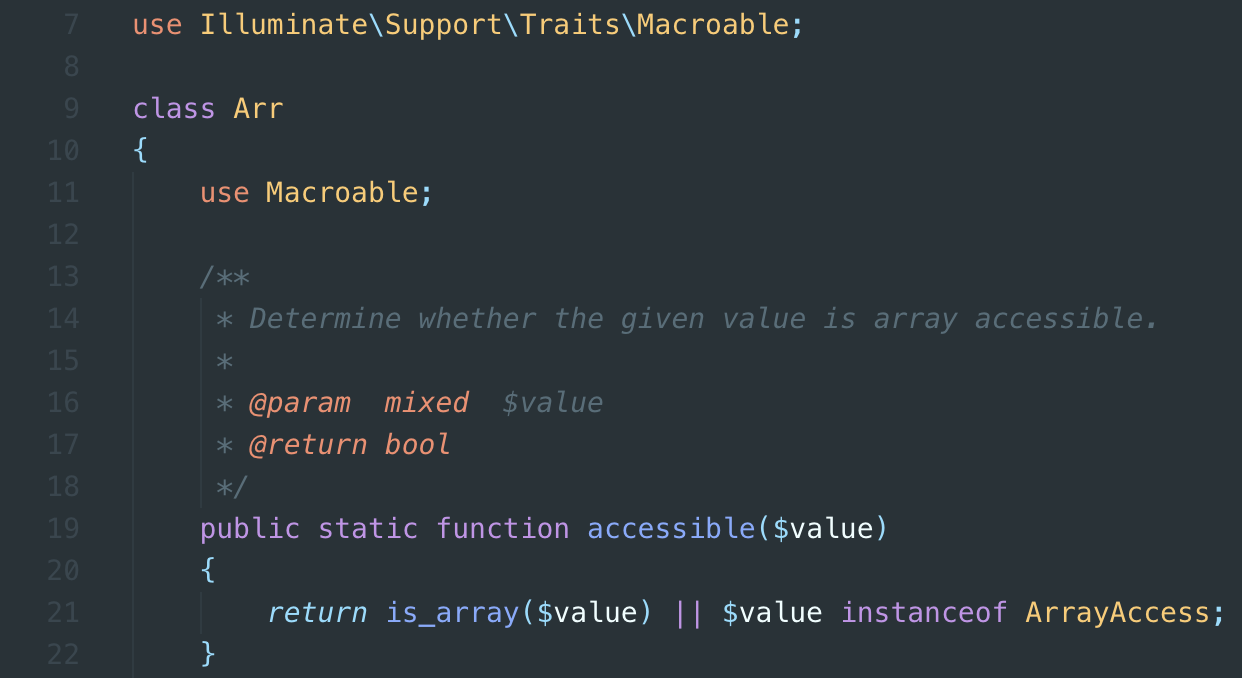 7 use Illuminate\Support\Traits\Macroable;
8
9 class Arr
10 {
11 use Macroable;
12
13 /**
14 * Determine whether the given value is array accessible.
15 *
16 * @param  mixed  $value
17 * @return bool
18 */
19 public static function accessible($value)
20 {
21 return is_array($value) || $value instanceof ArrayAccess;
22 }